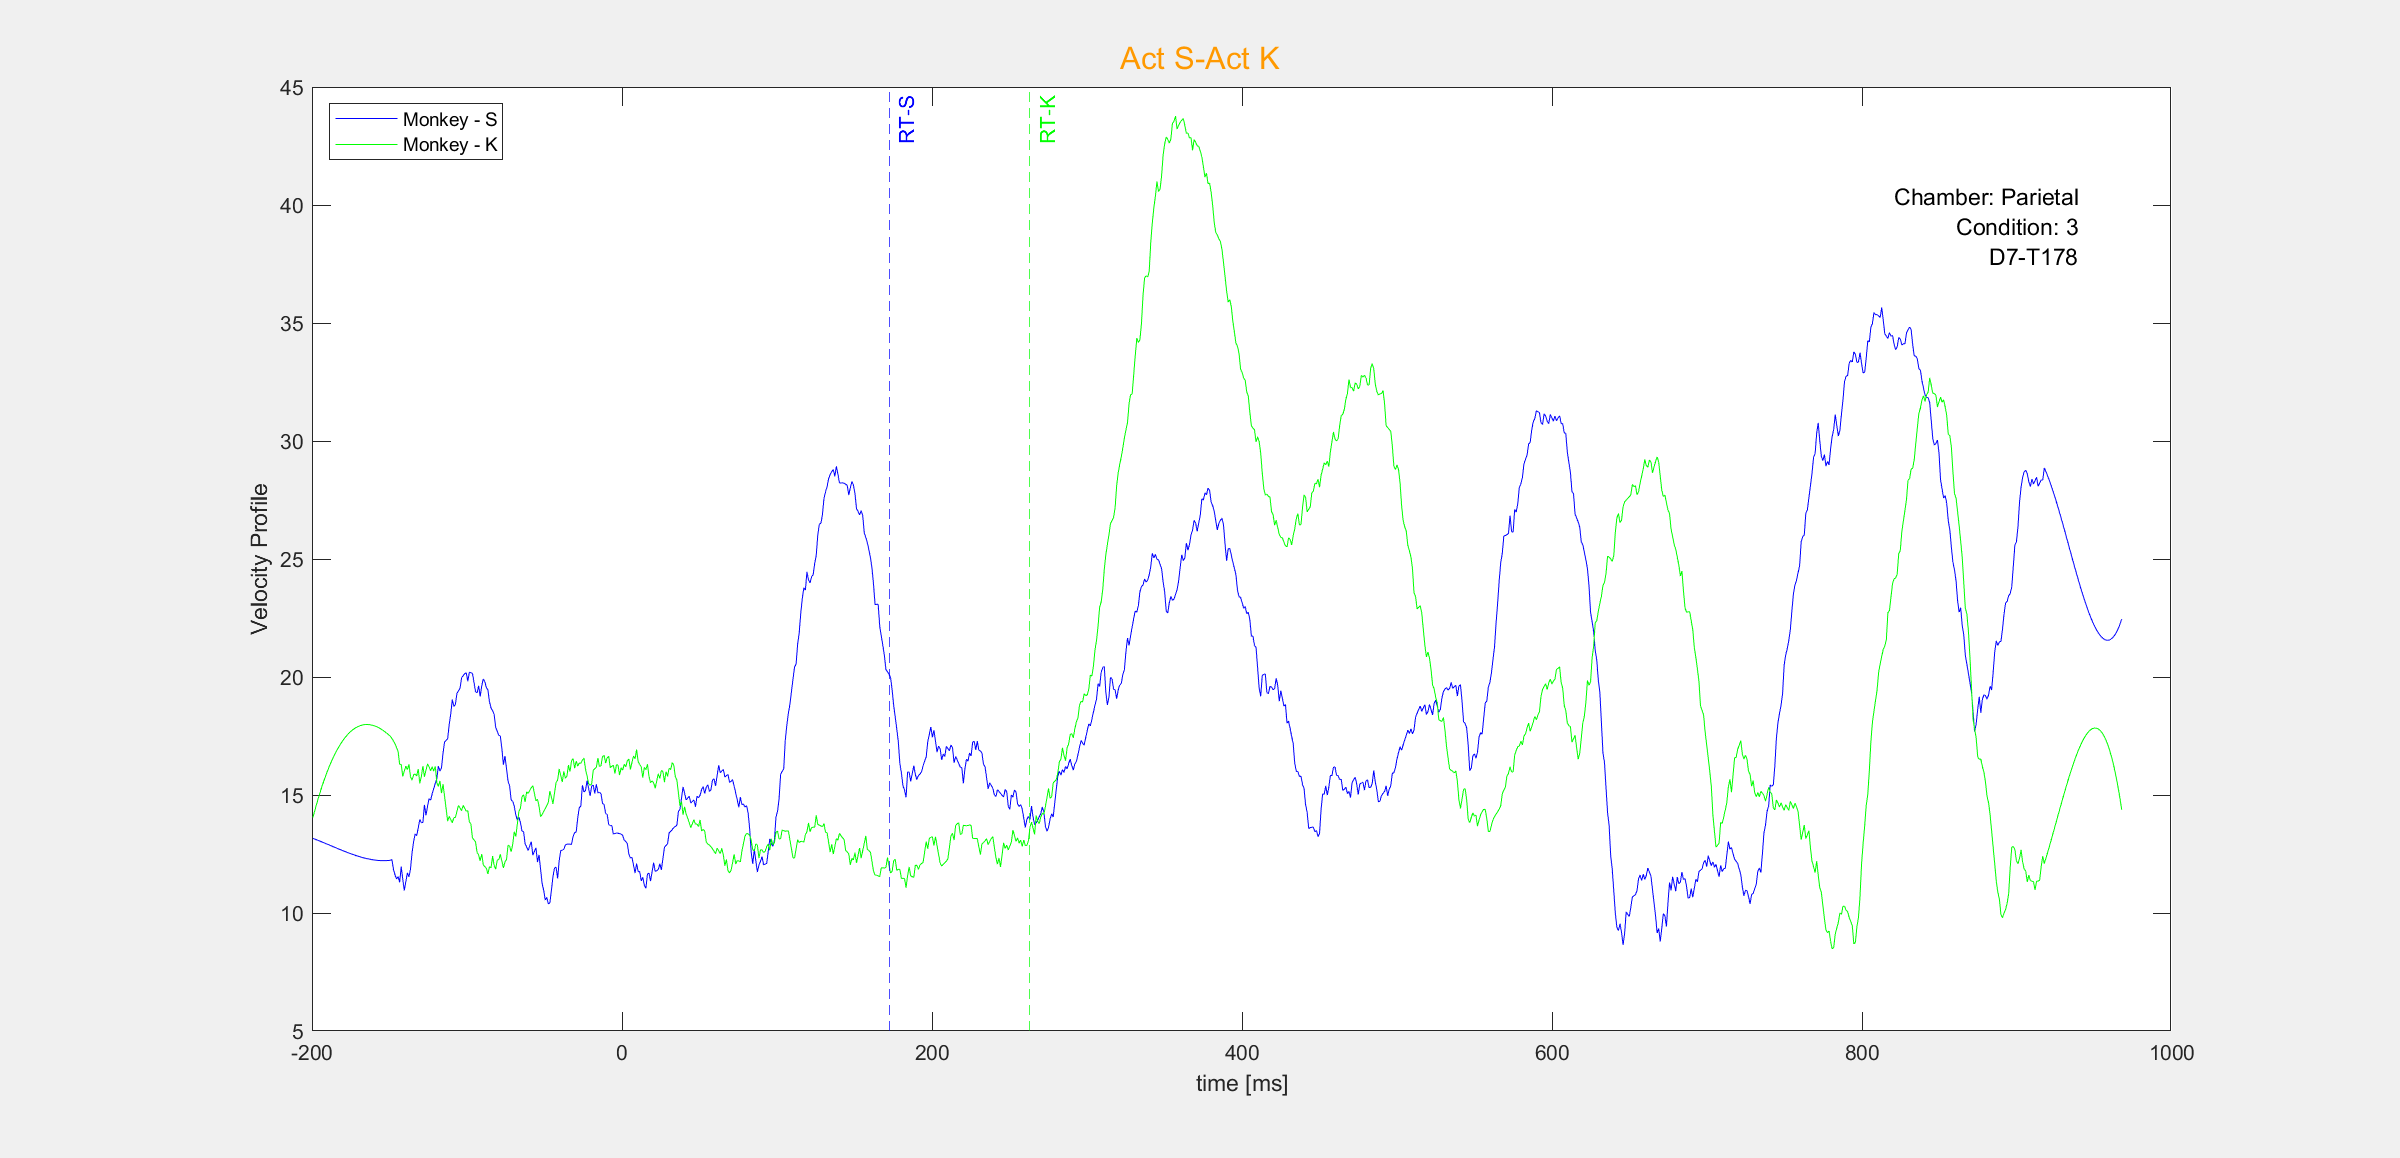 Act S-Act K
Monkey - S
Monkey - K
RT-S
RT-K
Chamber: Parietal
Condition: 3
D7-T178
Velocity Profile
45
40
35
30
25
20
15
10
5
-200
0
200
400
600
800
1000
time [ms]